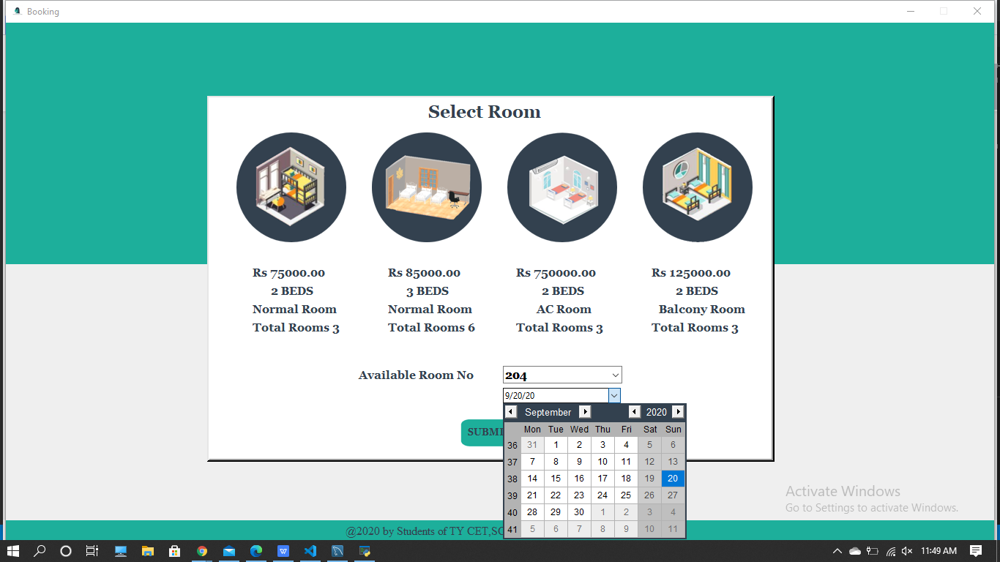 Booking
Select Room
Rs 75000.00 Rs 85000.00 Rs 750000.00 Rs 125000.00
2 BEDS 3 BEDS 2 BEDS 2 BEDS
Normal Room Normal Room AC Room Balcony Room
Total Rooms 3 Total Rooms 6 Total Rooms 3 Total Rooms 3
Available Room No 204
9/20/20
September 2020
Mon Tue Wed Thu Fri Sat Sun
36 31 1 2 3 4 5 6
37 7 8 9 10 11 12 13
38 14 15 16 17 18 19 20
39 21 22 23 24 25 26 27
40 28 29 30 1 2 3 4
41 5 6 7 8 9 10 11
SUBMI
Activate Windows
Go to Settings to activate Windows.
@2020 by Students of TY CET,SC
11:49 AM